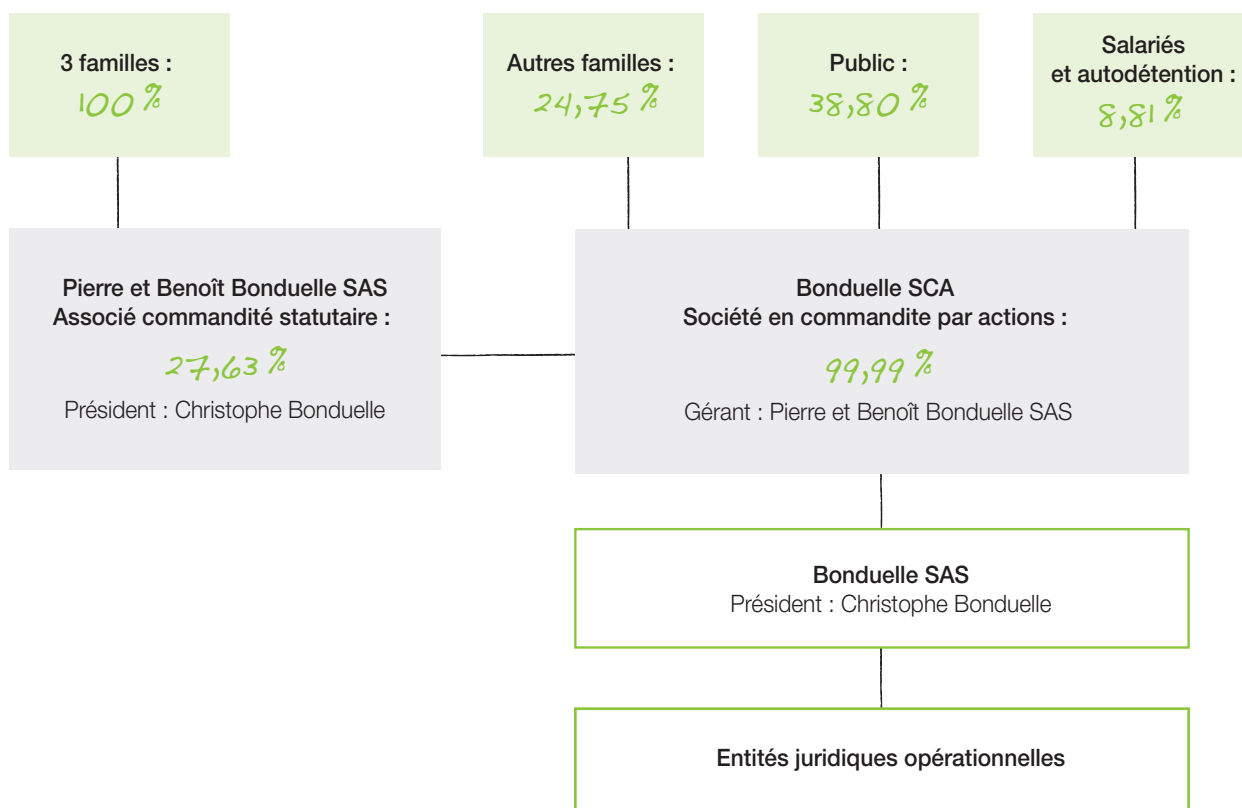 3 familles :
100 %
Autres familles :
24,75 %
Public :
38,80 %
Salariés
et autodétention :
8,81 %
Pierre et Benoît Bonduelle SAS
Associé commandité statutaire :
27,63 %
Président : Christophe Bonduelle
Bonduelle SCA
Société en commandite par actions :
99,99 %
Gérant : Pierre et Benoît Bonduelle SAS
Bonduelle SAS
Président : Christophe Bonduelle
Entités juridiques opérationnelles